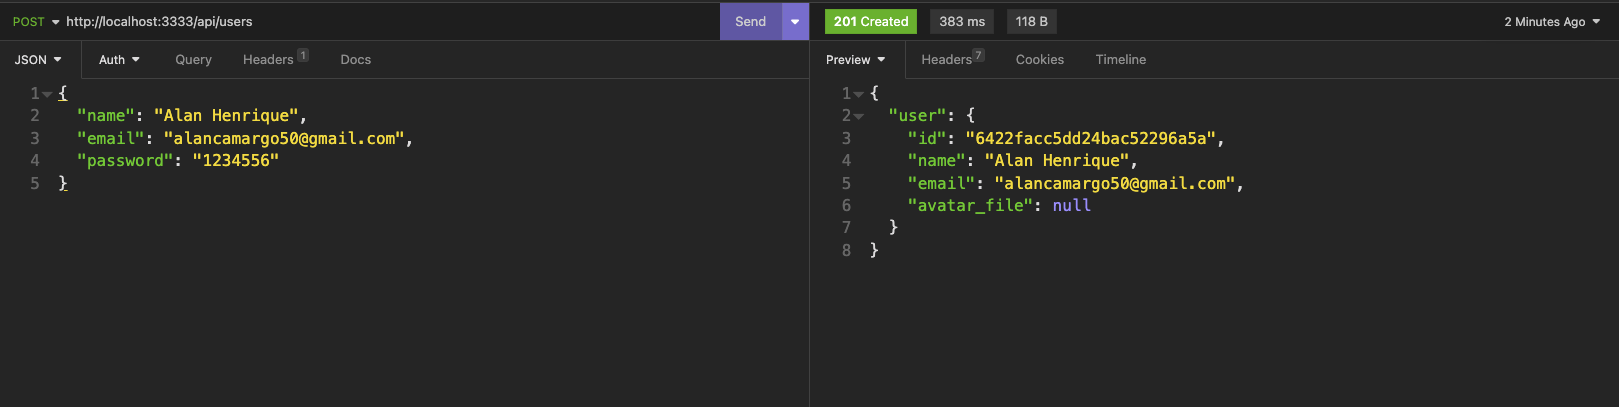 POST http://localhost:3333/api/users Send 201 Created 383 ms 118 B 2 Minutes Ago
JSON Auth Query Headers 1 Docs Preview Headers 7 Cookies Timeline
1 {
2 "name": "Alan Henrique",
3 "email": "alancamargo50@gmail.com",
4 "password": "1234556"
5 }
1 {
2 "user": {
3 "id": "6422facc5dd24bac52296a5a",
4 "name": "Alan Henrique",
5 "email": "alancamargo50@gmail.com",
6 "avatar_file": null
7 }
8 }